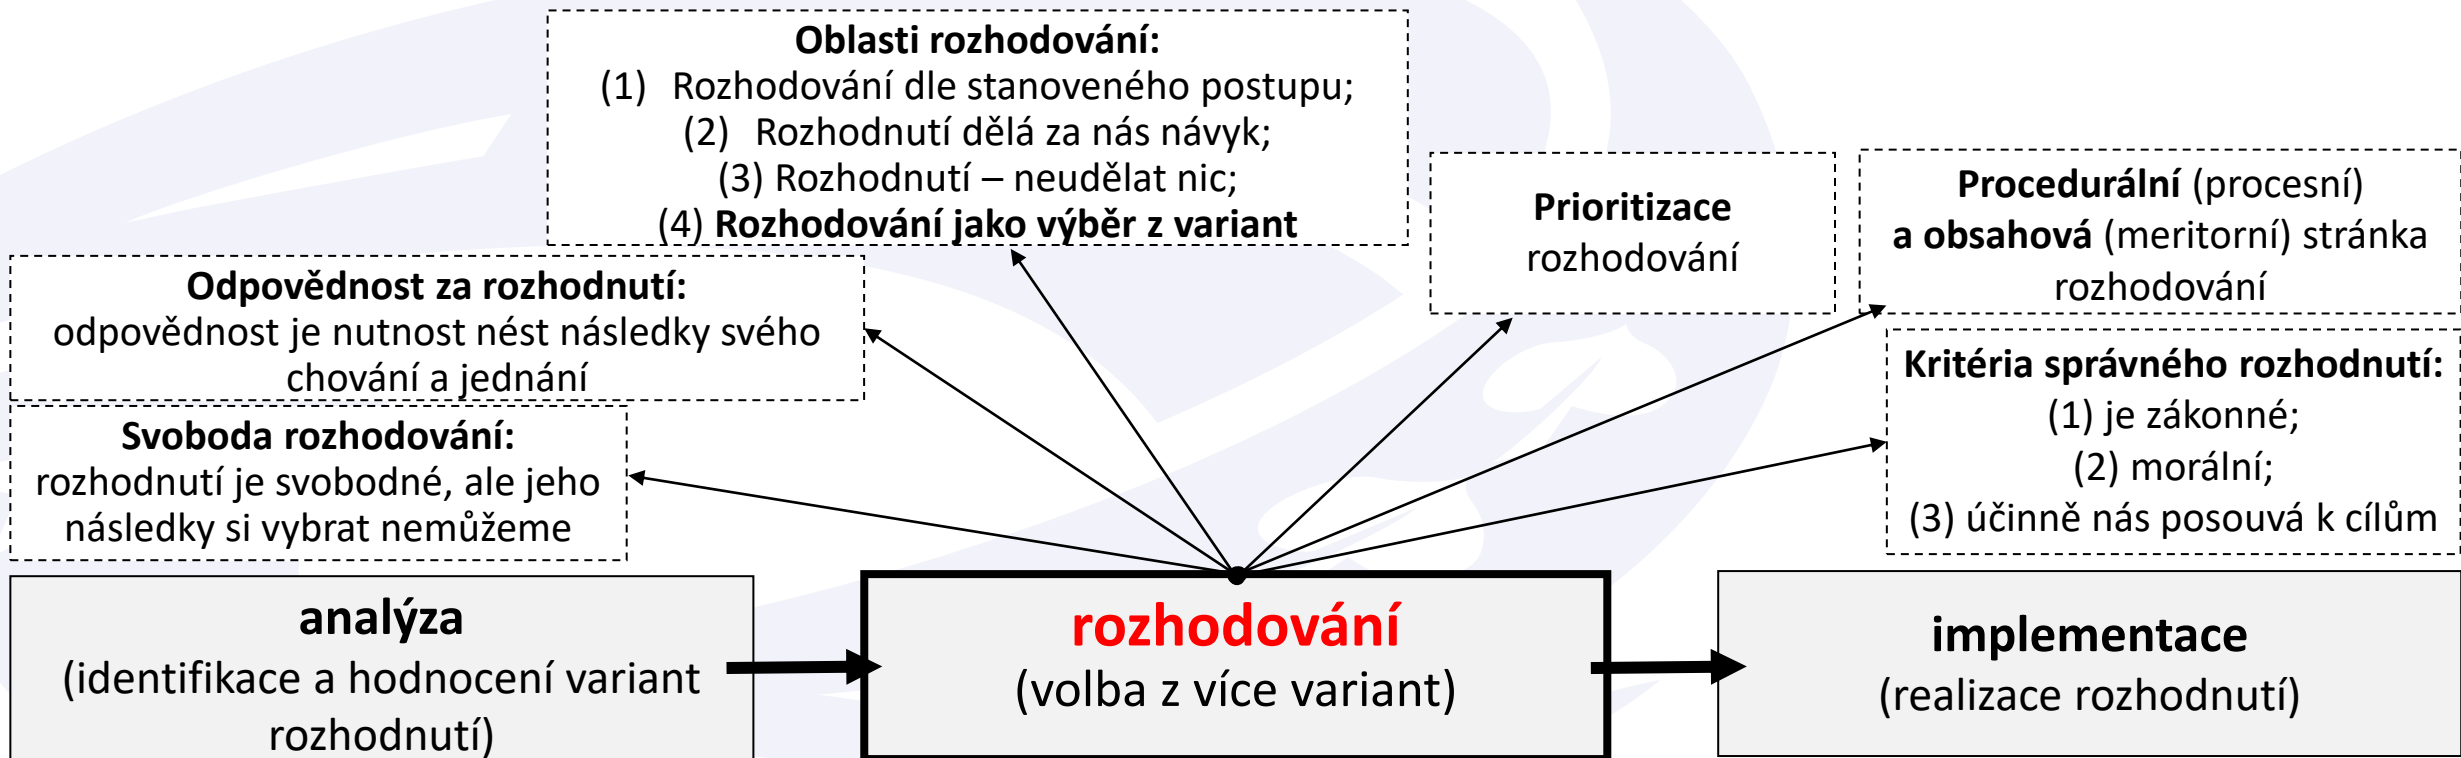 Oblasti rozhodování:
(1) Rozhodování dle stanoveného postupu;
(2) Rozhodnutí dělá za nás návyk;
(3) Rozhodnutí – neudělat nic;
(4) Rozhodování jako výběr z variant
Prioritizace
rozhodování
Procedurální (procesní)
a obsahová (meritorní) stránka
rozhodování
Odpovědnost za rozhodnutí:
odpovědnost je nutnost nést následky svého
chování a jednání
Kritéria správného rozhodnutí:
(1) je zákonné;
(2) morální;
(3) účinně nás posouvá k cílům
Svoboda rozhodování:
rozhodnutí je svobodné, ale jeho
následky si vybrat nemůžeme
analýza
(identifikace a hodnocení variant
rozhodnutí)
rozhodování
(volba z více variant)
implementace
(realizace rozhodnutí)